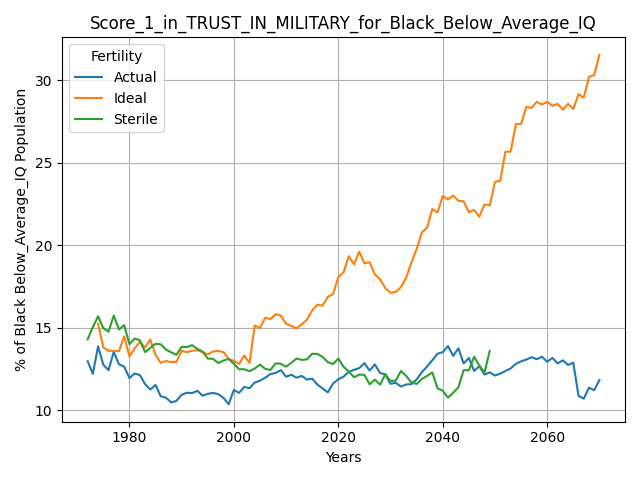 Score_1_in_TRUST_IN_MILITARY_for_Black_Below_Average_IQ
Fertility
Actual
Ideal
Sterile
% of Black Below_Average_IQ Population
30
25
20
15
10
1980
2000
2020
2040
2060
Years